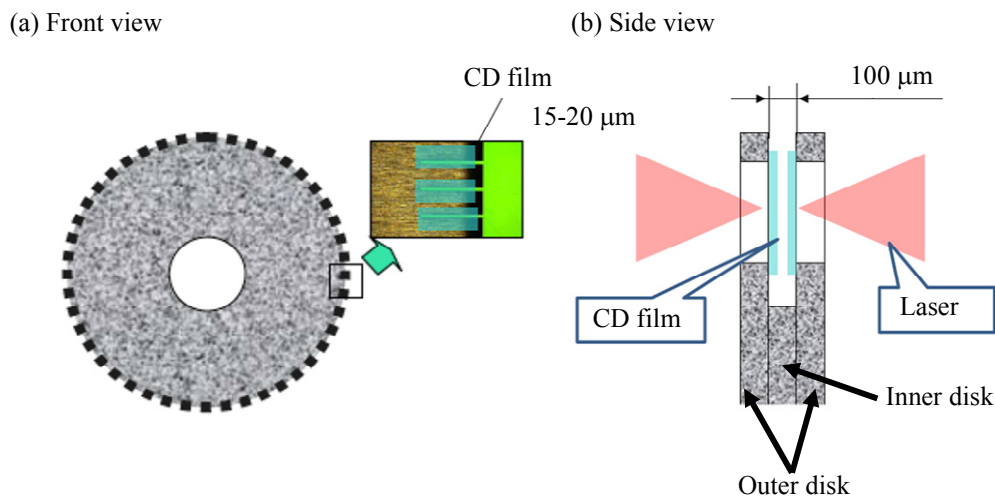 (a) Front view
CD film
15-20 μm
(b) Side view
100 μm
CD film
Laser
Inner disk
Outer disk